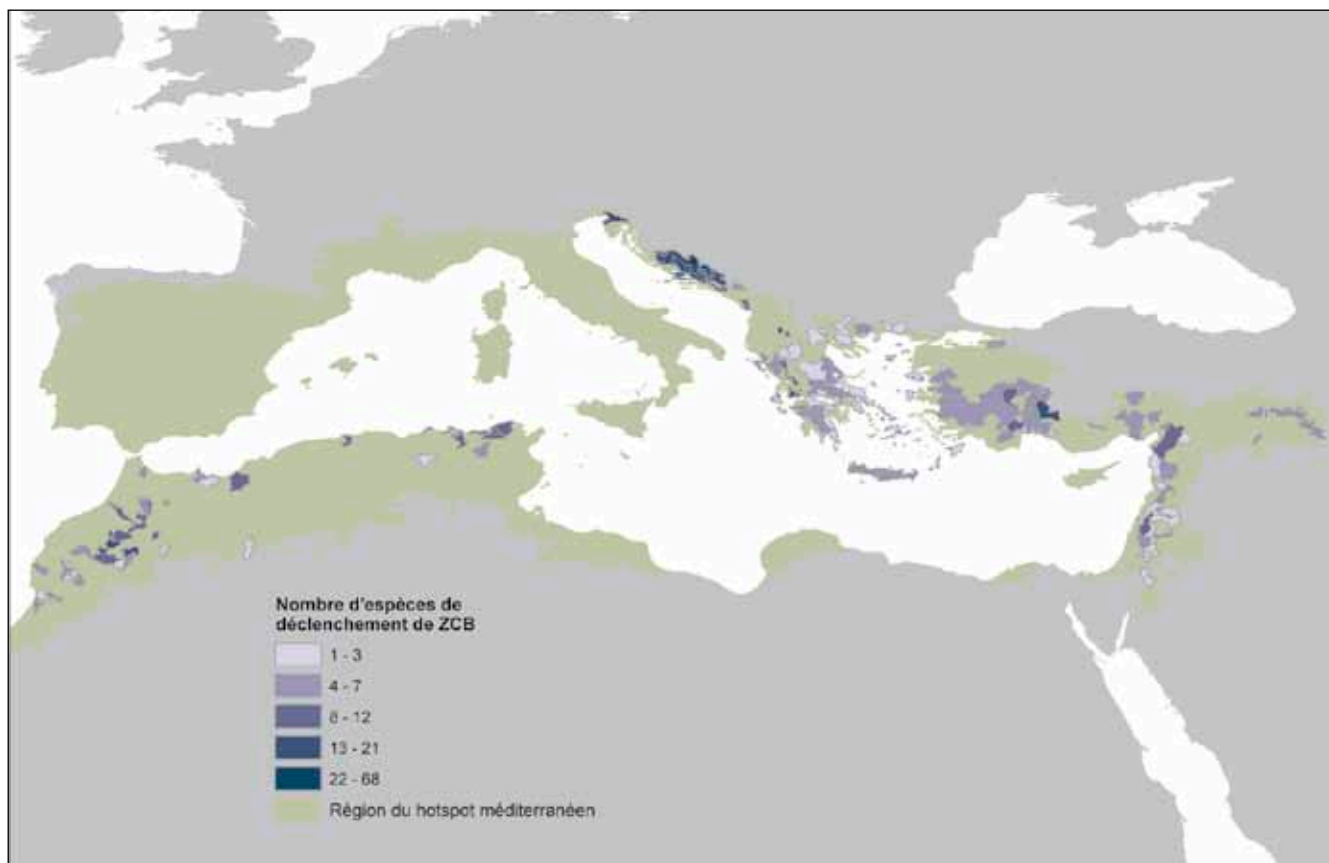 Nombre d'espèces de
déclenchement de ZCB
1 - 3
4 - 7
8 - 12
13 - 21
22 - 68
Région du hotspot méditerranéen